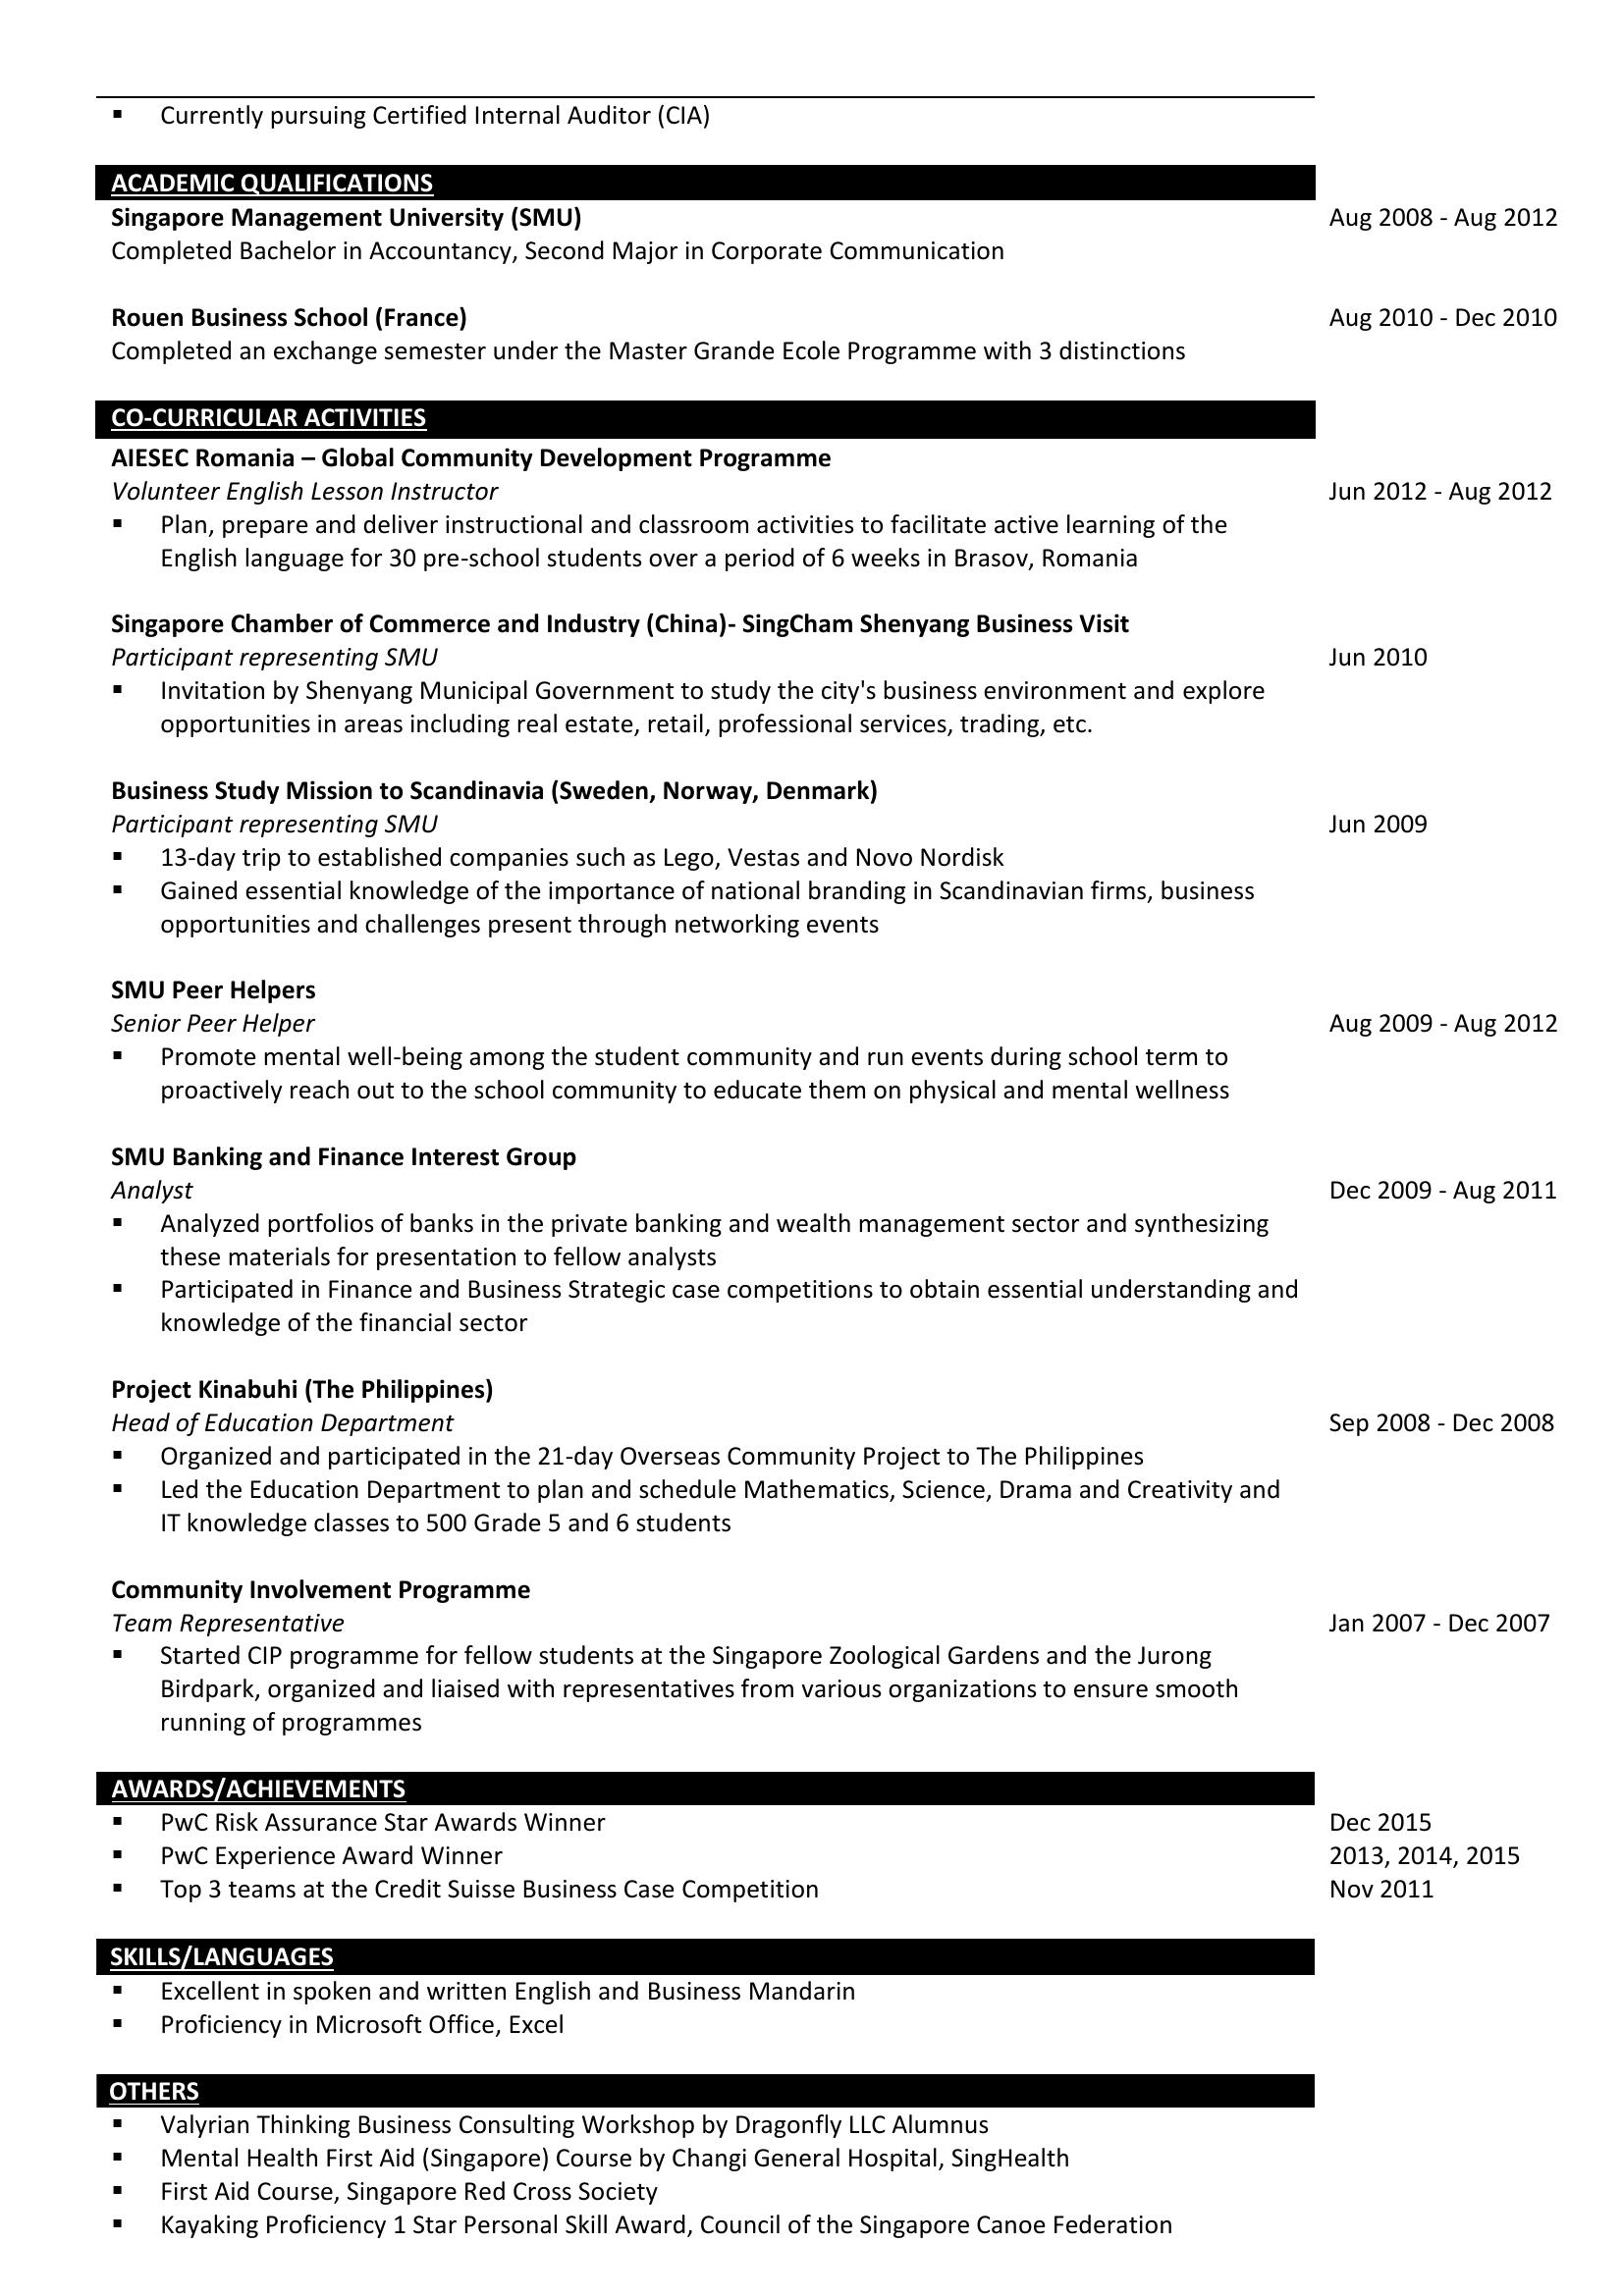 ▪ Currently pursuing Certified Internal Auditor (CIA)
ACADEMIC QUALIFICATIONS
Singapore Management University (SMU) Aug 2008 - Aug 2012
Completed Bachelor in Accountancy, Second Major in Corporate Communication
Rouen Business School (France) Aug 2010 - Dec 2010
Completed an exchange semester under the Master Grande Ecole Programme with 3 distinctions
CO-CURRICULAR ACTIVITIES
AIESEC Romania – Global Community Development Programme
Volunteer English Lesson Instructor Jun 2012 - Aug 2012
▪ Plan, prepare and deliver instructional and classroom activities to facilitate active learning of the
English language for 30 pre-school students over a period of 6 weeks in Brasov, Romania
Singapore Chamber of Commerce and Industry (China)- SingCham Shenyang Business Visit
Participant representing SMU Jun 2010
▪ Invitation by Shenyang Municipal Government to study the city's business environment and explore
opportunities in areas including real estate, retail, professional services, trading, etc.
Business Study Mission to Scandinavia (Sweden, Norway, Denmark)
Participant representing SMU Jun 2009
▪ 13-day trip to established companies such as Lego, Vestas and Novo Nordisk
▪ Gained essential knowledge of the importance of national branding in Scandinavian firms, business
opportunities and challenges present through networking events
SMU Peer Helpers
Senior Peer Helper Aug 2009 - Aug 2012
▪ Promote mental well-being among the student community and run events during school term to
proactively reach out to the school community to educate them on physical and mental wellness
SMU Banking and Finance Interest Group
Analyst Dec 2009 - Aug 2011
▪ Analyzed portfolios of banks in the private banking and wealth management sector and synthesizing
these materials for presentation to fellow analysts
▪ Participated in Finance and Business Strategic case competitions to obtain essential understanding and
knowledge of the financial sector
Project Kinabuhi (The Philippines)
Head of Education Department Sep 2008 - Dec 2008
▪ Organized and participated in the 21-day Overseas Community Project to The Philippines
▪ Led the Education Department to plan and schedule Mathematics, Science, Drama and Creativity and
IT knowledge classes to 500 Grade 5 and 6 students
Community Involvement Programme
Team Representative Jan 2007 - Dec 2007
▪ Started CIP programme for fellow students at the Singapore Zoological Gardens and the Jurong
Birdpark, organized and liaised with representatives from various organizations to ensure smooth
running of programmes
AWARDS/ACHIEVEMENTS
▪ PwC Risk Assurance Star Awards Winner Dec 2015
▪ PwC Experience Award Winner 2013, 2014, 2015
▪ Top 3 teams at the Credit Suisse Business Case Competition Nov 2011
SKILLS/LANGUAGES
▪ Excellent in spoken and written English and Business Mandarin
▪ Proficiency in Microsoft Office, Excel
OTHERS
▪ Valyrian Thinking Business Consulting Workshop by Dragonfly LLC Alumnus
▪ Mental Health First Aid (Singapore) Course by Changi General Hospital, SingHealth
▪ First Aid Course, Singapore Red Cross Society
▪ Kayaking Proficiency 1 Star Personal Skill Award, Council of the Singapore Canoe Federation